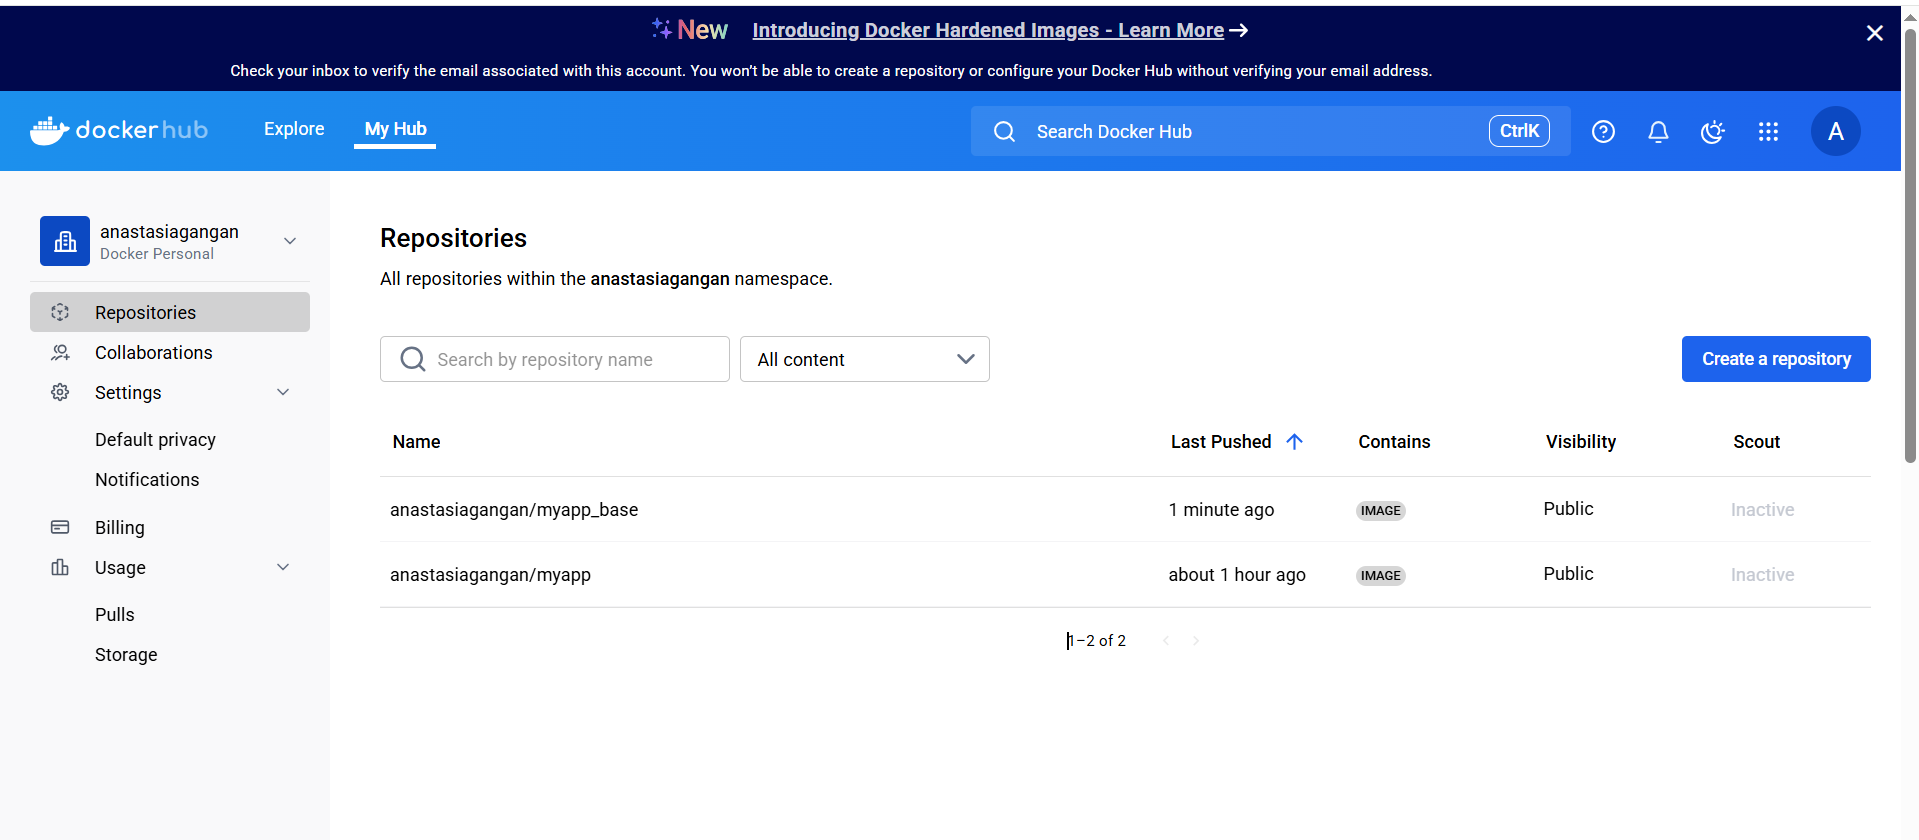 New Introducing Docker Hardened Images - Learn More
Check your inbox to verify the email associated with this account. You won't be able to create a repository or configure your Docker Hub without verifying your email address.
dockerhub Explore My Hub Search Docker Hub CtrlK A
anastasiagangan
Docker Personal
Repositories
Collaborations
Settings
Default privacy
Notifications
Billing
Usage
Pulls
Storage
Repositories
All repositories within the anastasiagangan namespace.
Search by repository name All content Create a repository
Name Last Pushed Contains Visibility Scout
anastasiagangan/myapp_base 1 minute ago IMAGE Public Inactive
anastasiagangan/myapp about 1 hour ago IMAGE Public Inactive
1–2 of 2